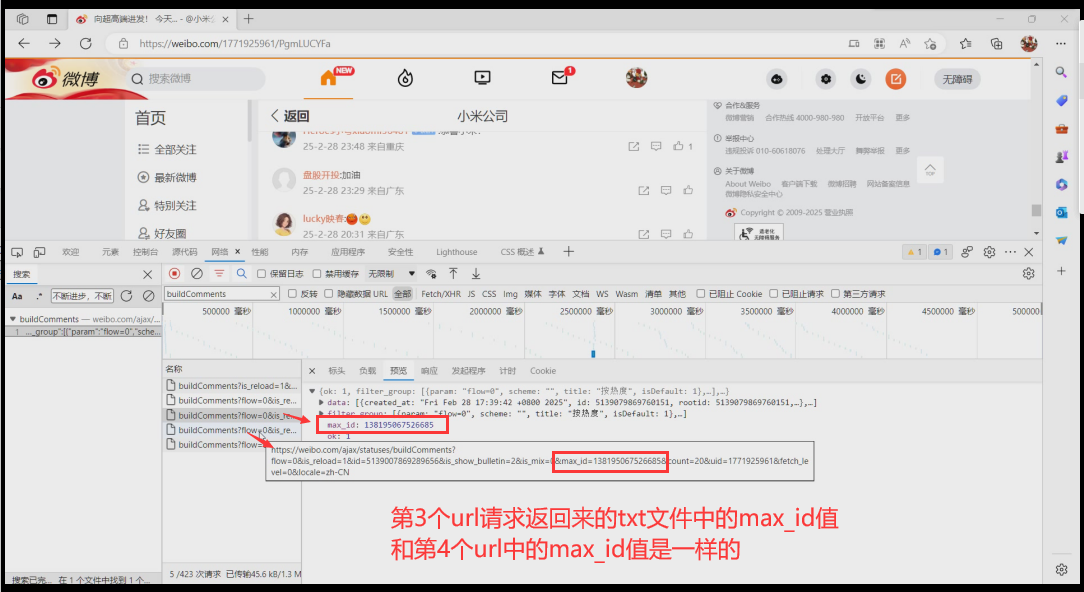 向超高端进发！ 今天... - @小米公
https://weibo.com/1771925961/PgmLUCYFa
微博
搜索微博
NEW
1
无障碍
首页
全部关注
最新微博
特别关注
好友圈
返回
小米公司
25-2-28 23:48 来自重庆
1
盘股开投:加油
25-2-28 23:29 来自广东
lucky映春:
25-2-28 20:31 来自广东
合作&服务
微博营销 合作热线 4000-980-980 开放平台 更多
举报中心
违规投诉 010-60618076 处理大厅 舞弊举报 更多
关于微博
About Weibo 客户端下载 微博招聘 网站备案信息
微博隐私安全中心
Copyright © 2009-2025 营业执照
TOP
适老化
无障碍服务
欢迎 元素 控制台 源代码 网络 性能 内存 应用程序 安全性 Lighthouse CSS 概述
1 1
搜索
保留日志 禁用缓存 无限制
Aa .* 不断进步，不断
buildComments
反转 隐藏数据 URL 全部 Fetch/XHR JS CSS Img 媒体 字体 文档 WS Wasm 清单 其他 已阻止 Cookie 已阻止请求 第三方请求
buildComments — weibo.com/ajax/...
1 ..._group":[{"param":"flow=0","sche...
500000 毫秒 1000000 毫秒 1500000 毫秒 2000000 毫秒 2500000 毫秒 3000000 毫秒 3500000 毫秒 4000000 毫秒 4500000 毫秒 500000
名称
标头 负载 预览 响应 发起程序 计时 Cookie
buildComments?is_reload=1&...
buildComments?flow=0&is_re...
buildComments?flow=0&is_re...
buildComments?flow=0&is_re...
buildComments?flow=
{ok: 1, filter_group: [{param: "flow=0", scheme: "", title: "按热度", isDefault: 1},…],…}
data: [{created_at: "Fri Feb 28 17:39:42 +0800 2025", id: 5139079869760151, rootid: 5139079869760151,…},…]
filter_group: [{param: "flow=0", scheme: "", title: "按热度", isDefault: 1},…]
max_id: 138195067526685
ok: 1
https://weibo.com/ajax/statuses/buildComments?
flow=0&is_reload=1&id=5139007869289656&is_show_bulletin=2&is_mix=0&max_id=138195067526685&count=20&uid=1771925961&fetch_le
vel=0&locale=zh-CN
第3个url请求返回来的txt文件中的max_id值
和第4个url中的max_id值是一样的
搜索已完... 在 1 个文件中找到 1 个...
5 /423 次请求 已传输45.6 kB/1.3 M